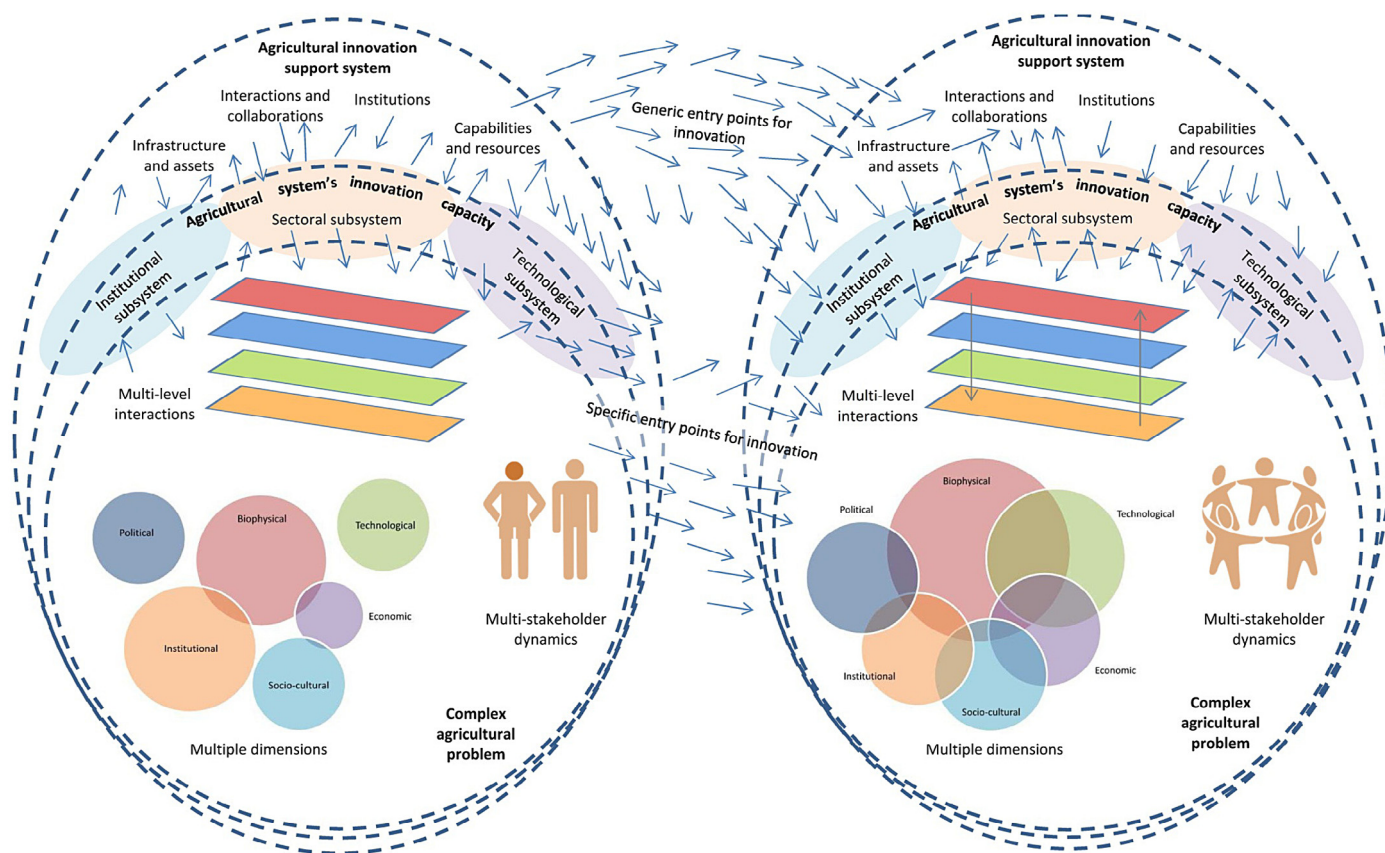 Agricultural innovation
support system
Interactions and
collaborations
Institutions
Infrastructure
and assets
Capabilities
and resources
Agricultural system's innovation capacity
Sectoral subsystem
Institutional
subsystem
Technological
subsystem
Multi-level
interactions
Political
Biophysical
Technological
Economic
Institutional
Socio-cultural
Multiple dimensions
Multi-stakeholder
dynamics
Complex
agricultural
problem
Generic entry points for
innovation
Specific entry points for innovation
Agricultural innovation
support system
Interactions and
collaborations
Institutions
Infrastructure
and assets
Capabilities
and resources
Agricultural system's innovation capacity
Sectoral subsystem
Institutional
subsystem
Technological
subsystem
Multi-level
interactions
Biophysical
Political
Technological
Institutional
Economic
Socio-cultural
Multiple dimensions
Multi-stakeholder
dynamics
Complex
agricultural
problem